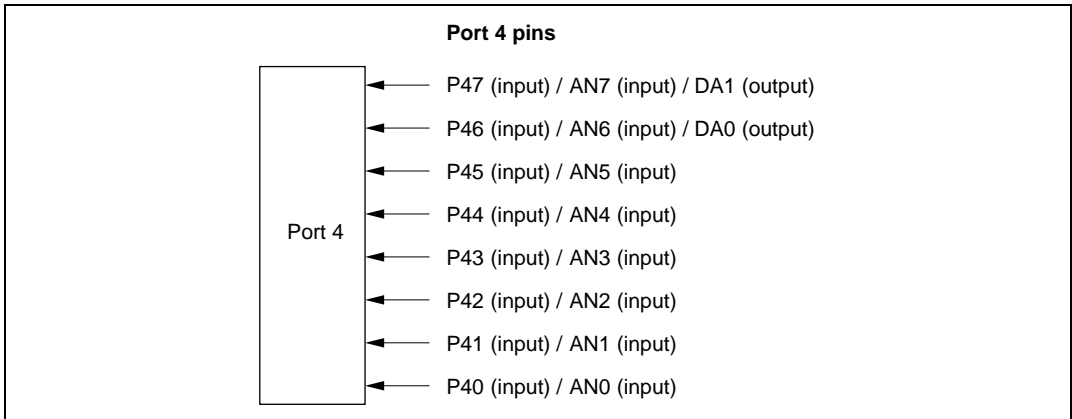 Port 4 pins
P47 (input) / AN7 (input) / DA1 (output)
P46 (input) / AN6 (input) / DA0 (output)
P45 (input) / AN5 (input)
P44 (input) / AN4 (input)
Port 4
P43 (input) / AN3 (input)
P42 (input) / AN2 (input)
P41 (input) / AN1 (input)
P40 (input) / AN0 (input)